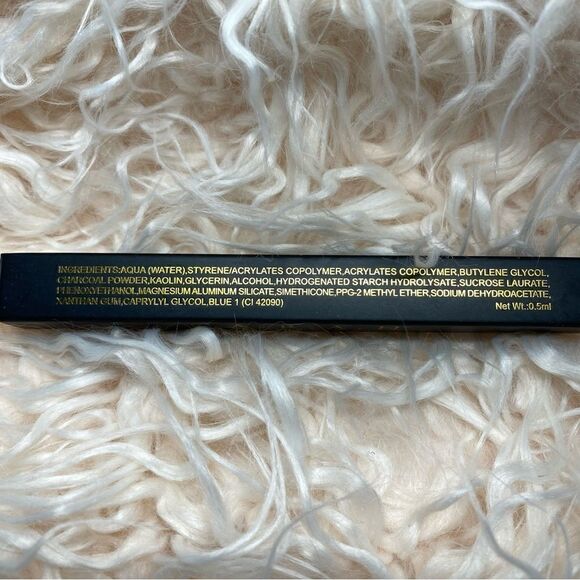 INGREDIENTS:AQUA (WATER),STYRENE/ACRYLATES COPOLYMER,ACRYLATES COPOLYMER,BUTYLENE GLYCOL,
CHARCOAL POWDER,KAOLIN,GLYCERIN,ALCOHOL,HYDROGENATED STARCH HYDROLYSATE,SUCROSE LAURATE,
PHENOXYETHANOL,MAGNESIUM ALUMINUM SILICATE,SIMETHICONE,PPG-2 METHYL ETHER,SODIUM DEHYDROACETATE,
XANTHAN GUM,CAPRYLYL GLYCOL,BLUE 1 (CI 42090)
Net Wt.:0.5ml